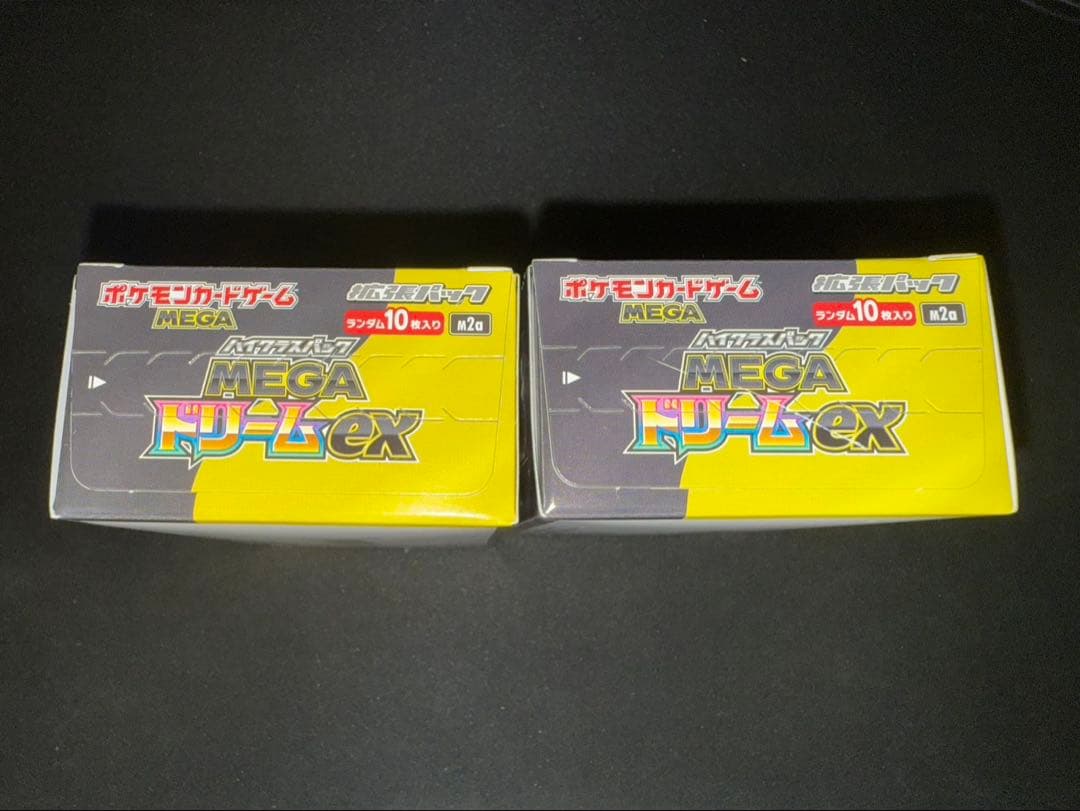 ポケモンカードゲーム
MEGA
拡張パック
ランダム10枚入り M2a
ハイクラスパック
MEGA
ドリームex
ポケモンカードゲーム
MEGA
拡張パック
ランダム10枚入り M2a
ハイクラスパック
MEGA
ドリームex